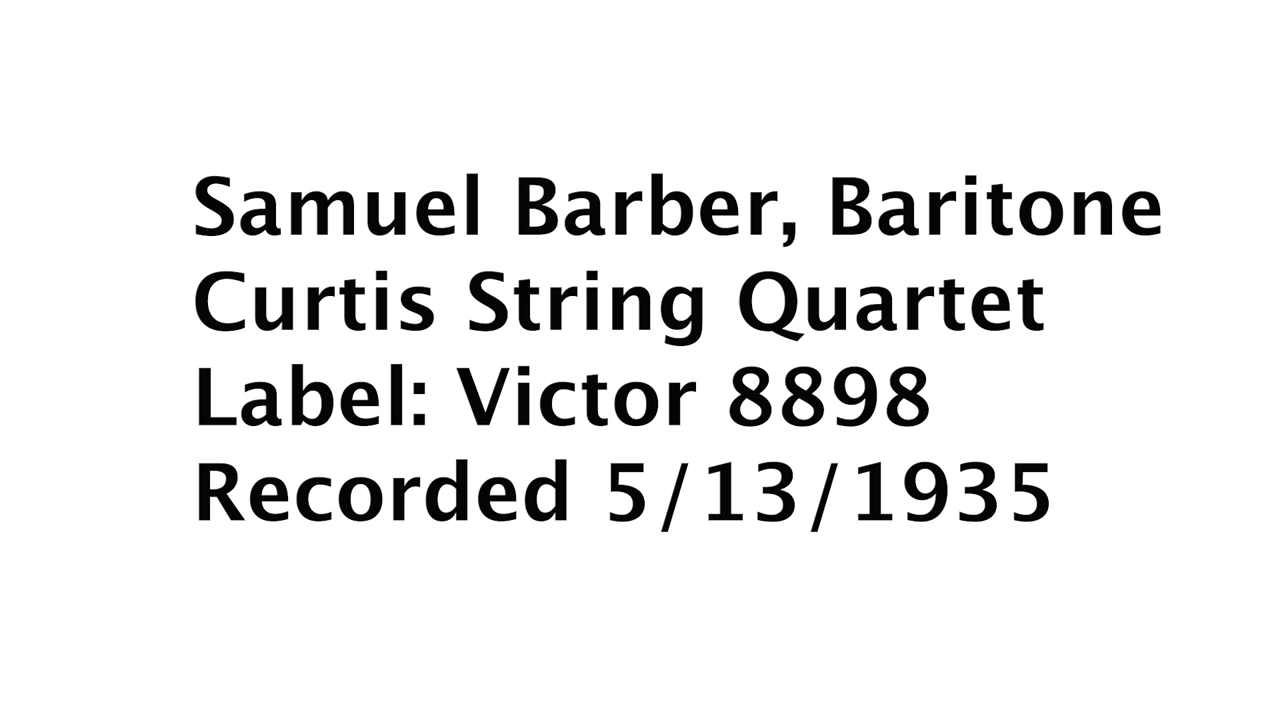 Samuel Barber, Baritone
Curtis String Quartet
Label: Victor 8898
Recorded 5/13/1935